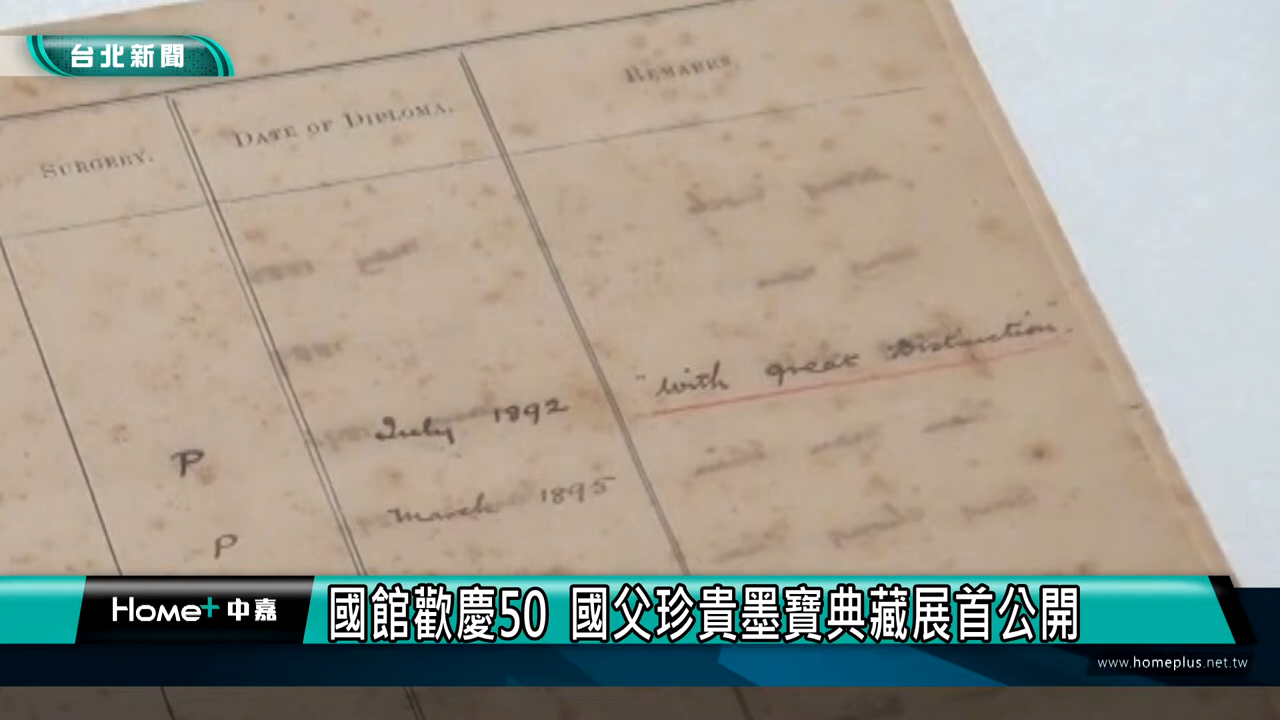 台北新聞
SURGERY. DATE OF DIPLOMA. REMARKS.
P July 1892 "with great Distinction".
P March 1895
Home+中嘉 國館歡慶50 國父珍貴墨寶典藏展首公開
www.homeplus.net.tw